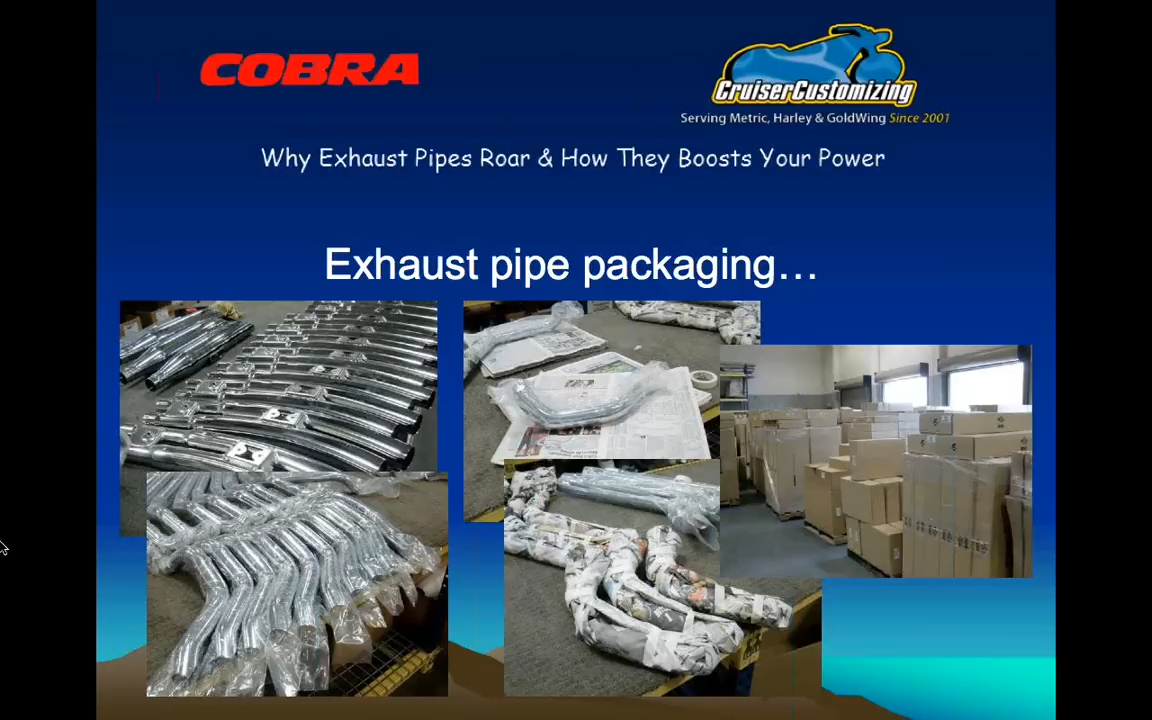 COBRA
CruiserCustomizing
Serving Metric, Harley & GoldWing Since 2001
Why Exhaust Pipes Roar & How They Boosts Your Power
Exhaust pipe packaging...